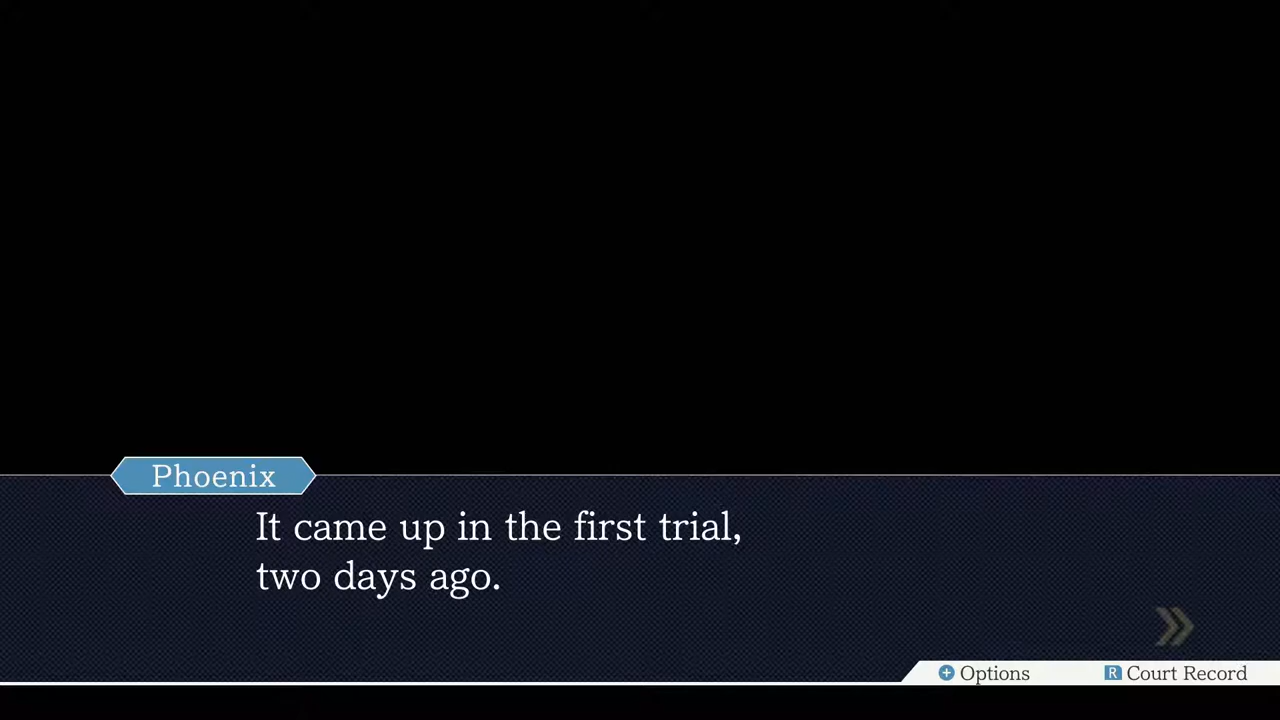 Phoenix
It came up in the first trial,
two days ago.
+ Options
R Court Record